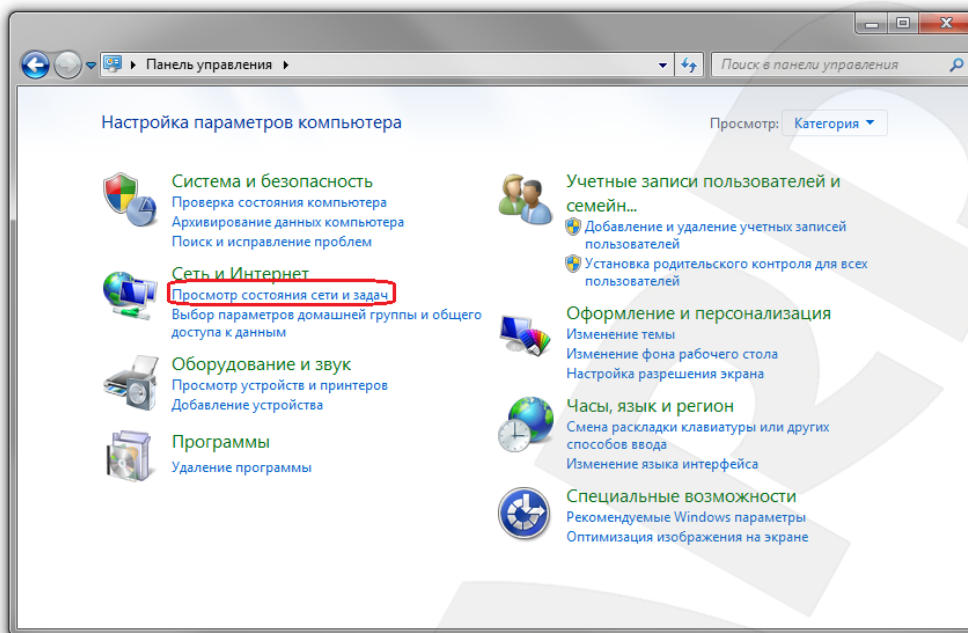 Панель управления
Поиск в панели управления
Настройка параметров компьютера
Просмотр: Категория
Система и безопасность
Проверка состояния компьютера
Архивирование данных компьютера
Поиск и исправление проблем
Сеть и Интернет
Просмотр состояния сети и задач
Выбор параметров домашней группы и общего
доступа к данным
Оборудование и звук
Просмотр устройств и принтеров
Добавление устройства
Программы
Удаление программы
Учетные записи пользователей и
семейн...
Добавление и удаление учетных записей
пользователей
Установка родительского контроля для всех
пользователей
Оформление и персонализация
Изменение темы
Изменение фона рабочего стола
Настройка разрешения экрана
Часы, язык и регион
Смена раскладки клавиатуры или других
способов ввода
Изменение языка интерфейса
Специальные возможности
Рекомендуемые Windows параметры
Оптимизация изображения на экране